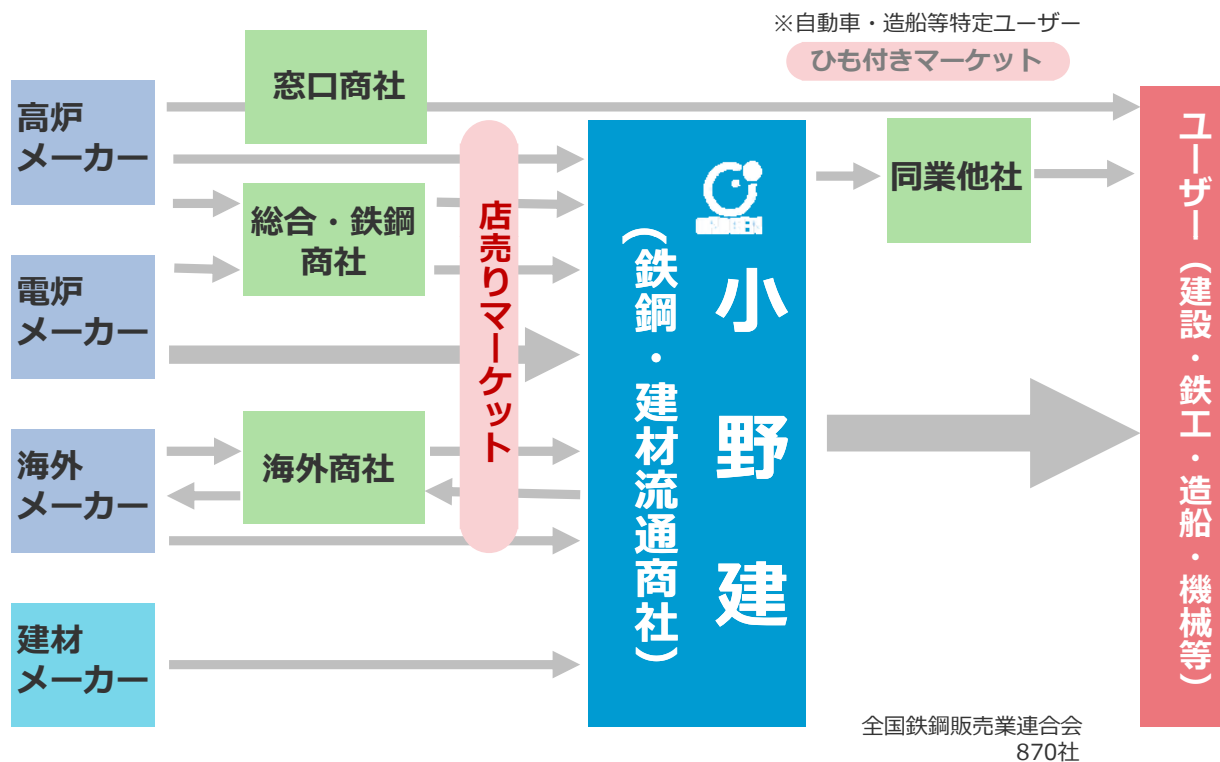 ※自動車・造船等特定ユーザー
ひも付きマーケット
窓口商社
高炉
メーカー
総合・鉄鋼
商社
電炉
メーカー
海外
メーカー
海外商社
建材
メーカー
店売りマーケット
小野建
(鉄鋼・建材流通商社)
同業他社
ユーザー(建設・鉄工・造船・機械等)
全国鉄鋼販売業連合会
870社